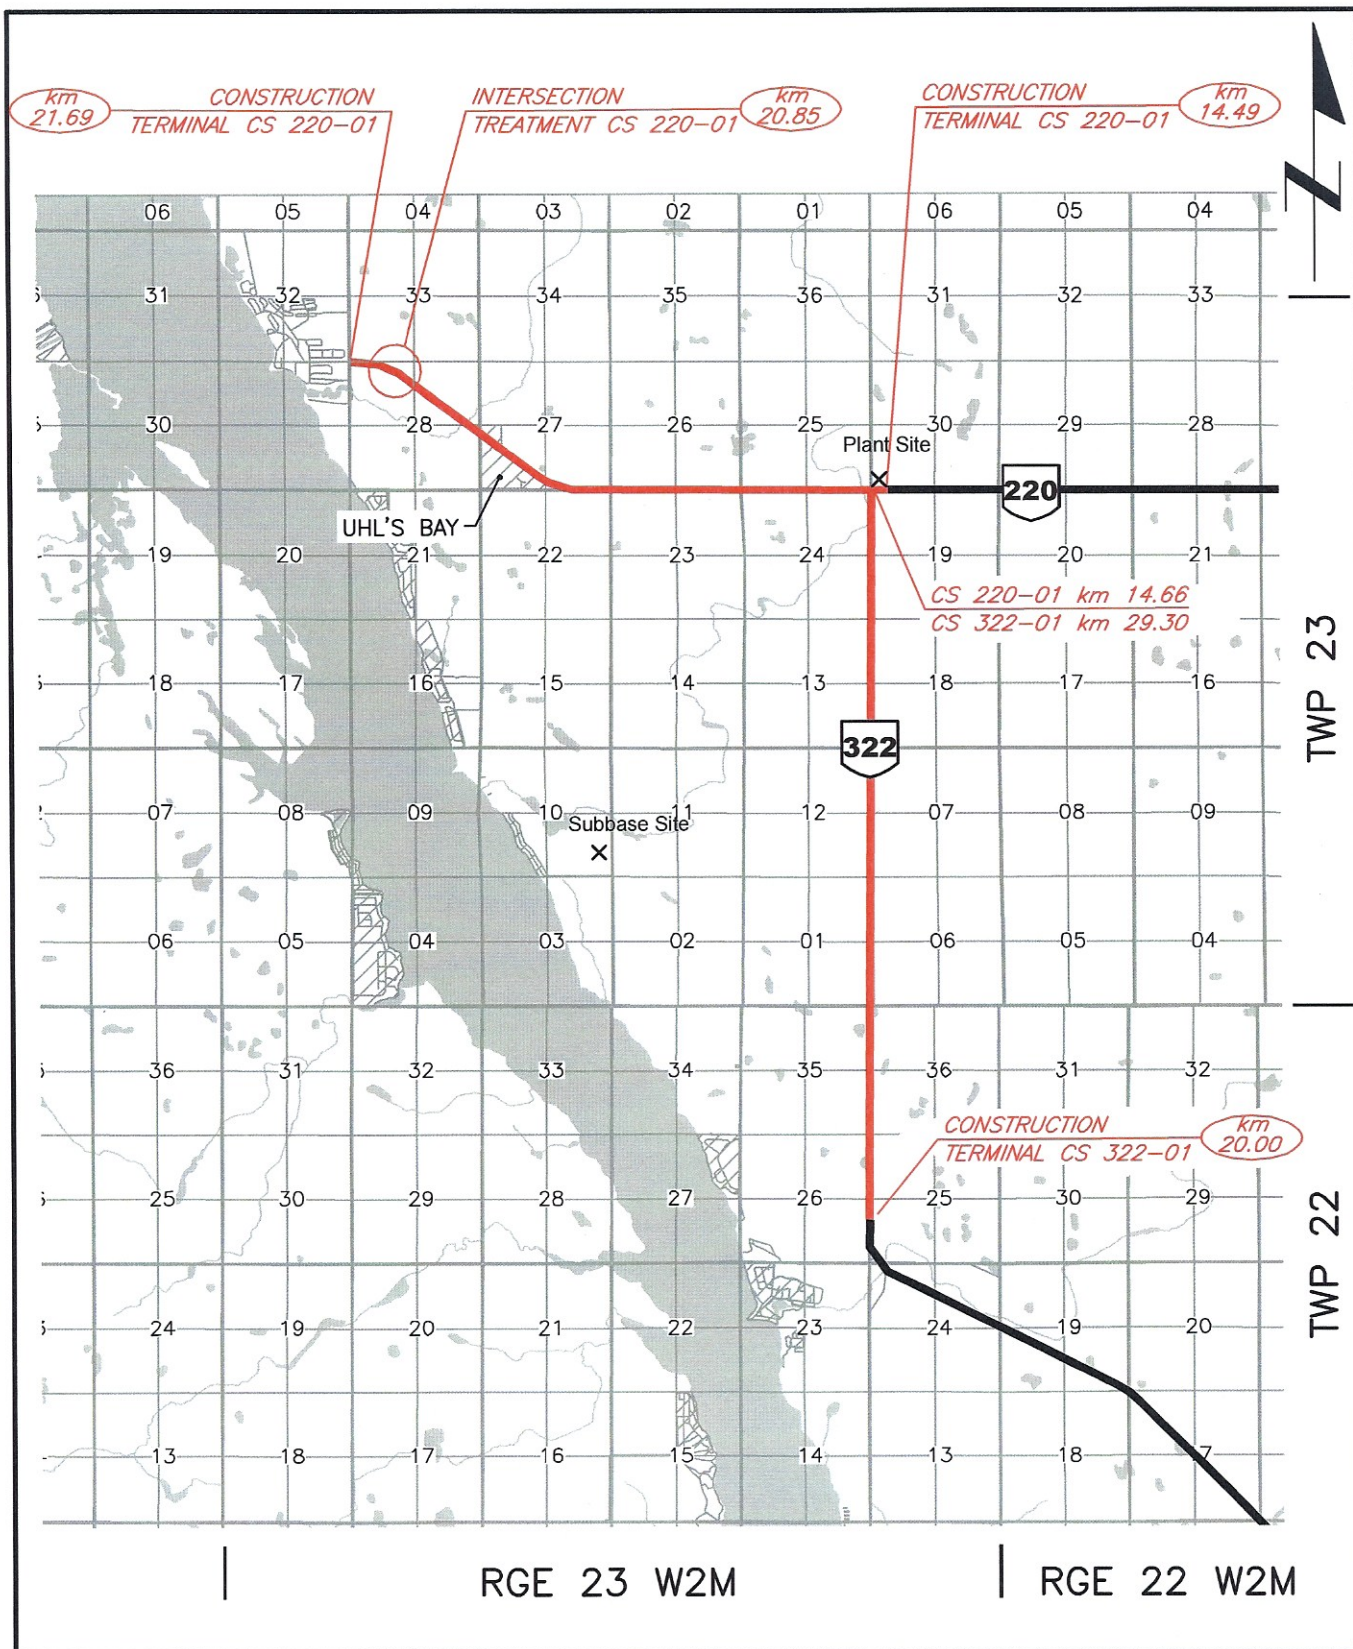 km
21.69
CONSTRUCTION
TERMINAL CS 220-01
INTERSECTION
TREATMENT CS 220-01
km
20.85
CONSTRUCTION
TERMINAL CS 220-01
km
14.49
N
06 05 04 03 02 01 06 05 04
31 32 33 34 35 36 31 32 33
30 28 27 26 25 30 29 28
Plant Site
220
UHL'S BAY
19 20 21 22 23 24 19 20 21
CS 220-01 km 14.66
CS 322-01 km 29.30
TWP 23
18 17 16 15 14 13 18 17 16
322
07 08 09 10 11 12 07 08 09
Subbase Site
06 05 04 03 02 01 06 05 04
36 31 32 33 34 35 36 31 32
CONSTRUCTION
TERMINAL CS 322-01
km
20.00
25 30 29 28 27 26 25 30 29
TWP 22
24 19 20 21 22 23 24 19 20
13 18 17 16 15 14 13 18 17
RGE 23 W2M
RGE 22 W2M